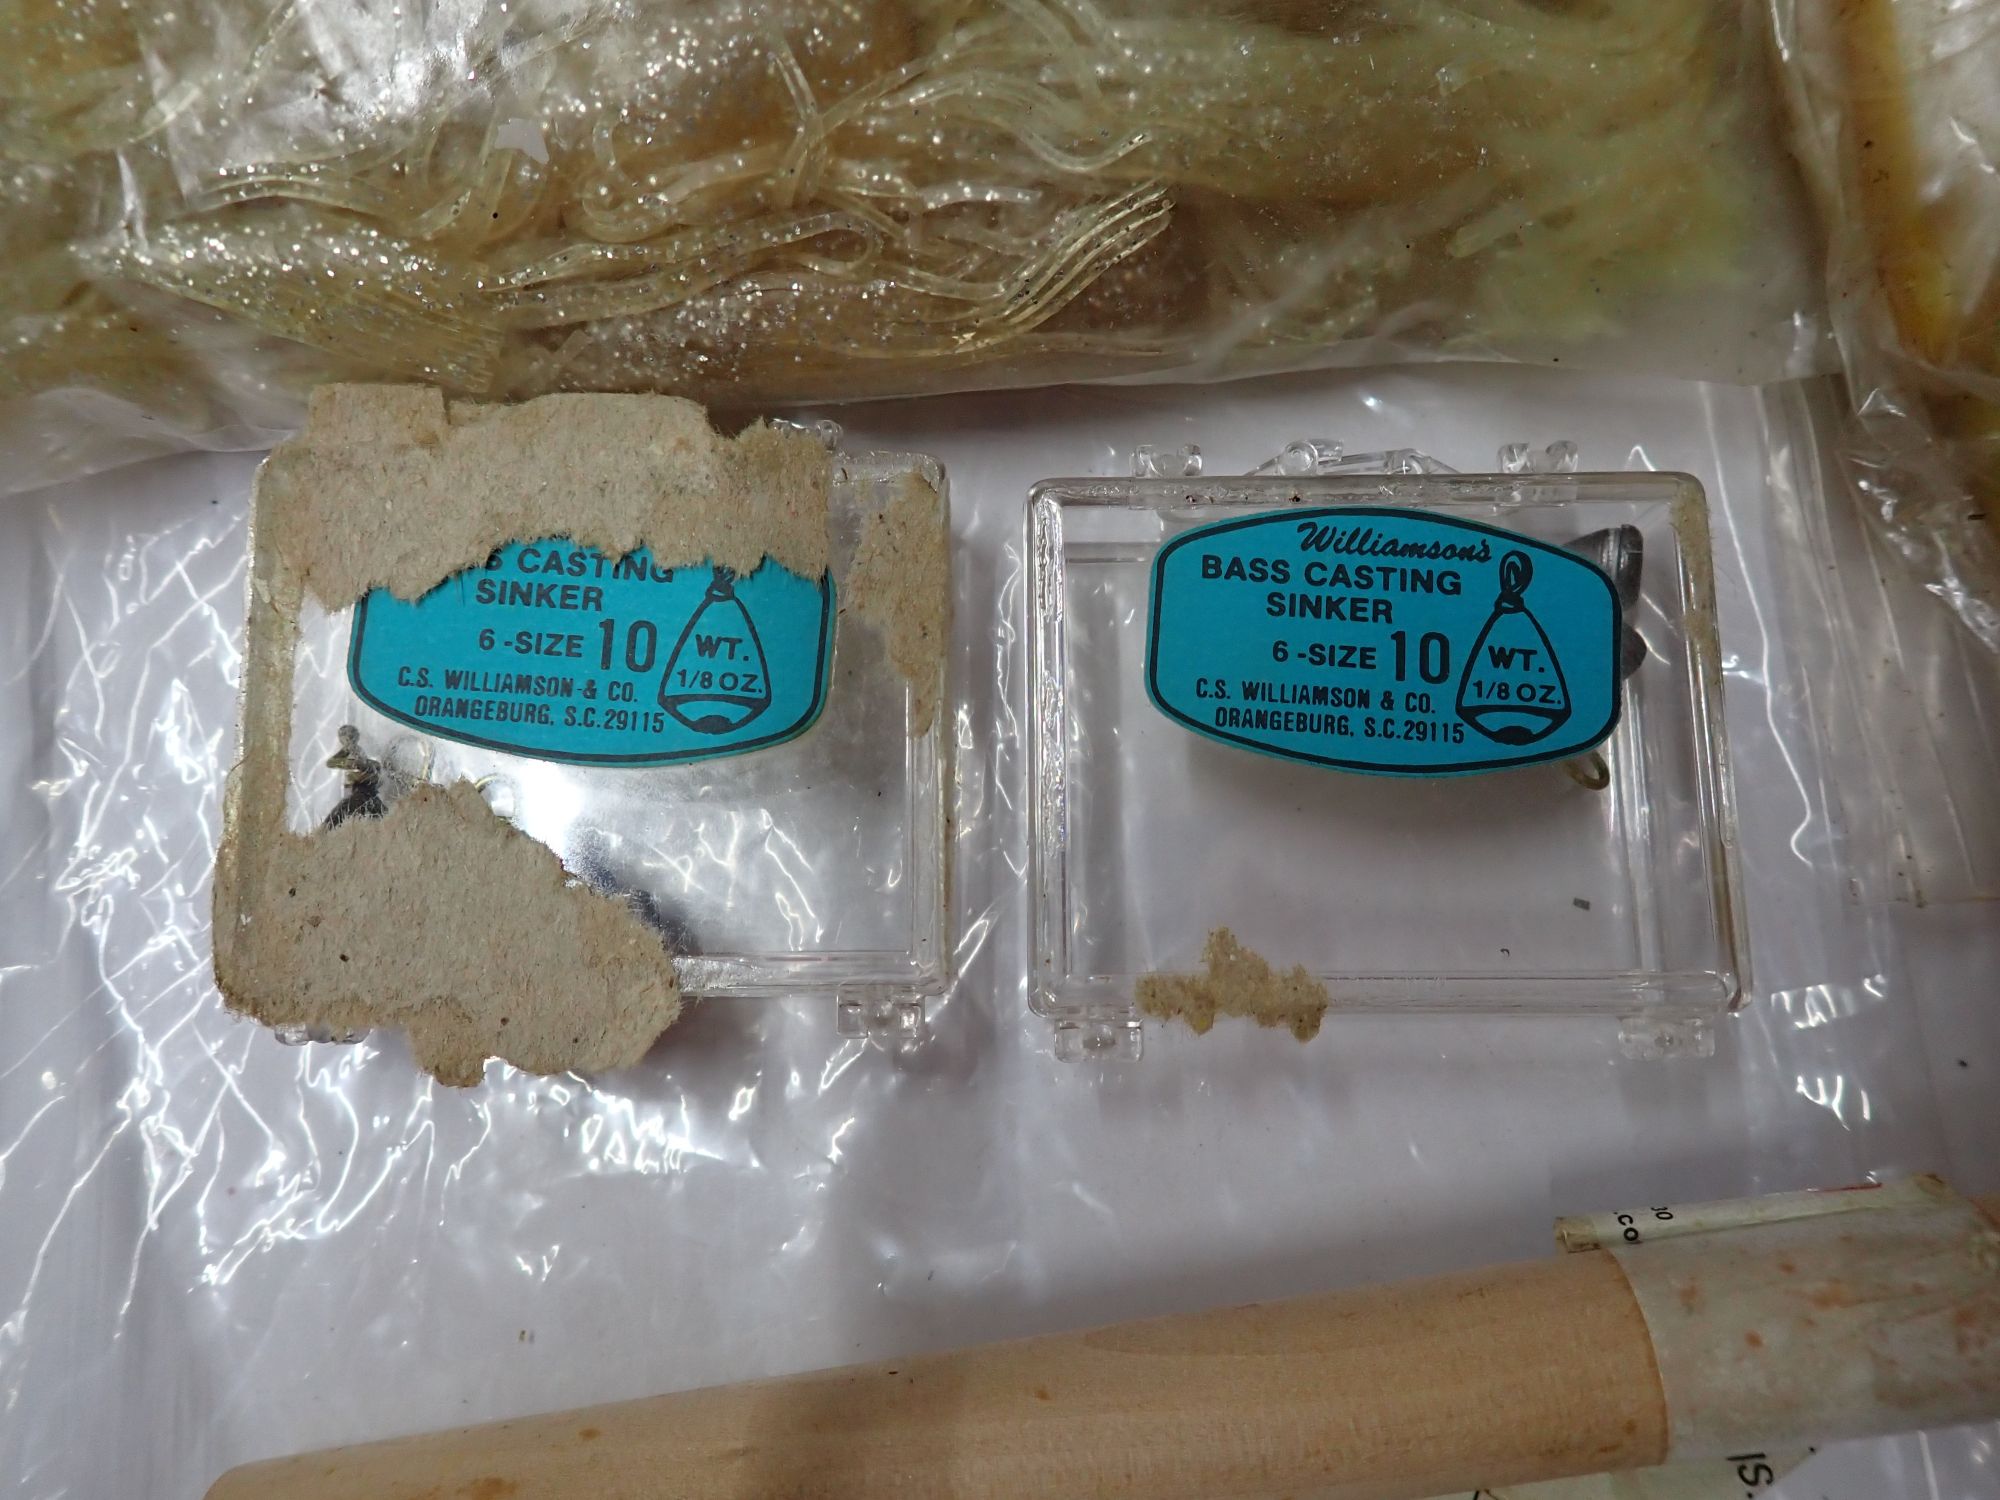 S CASTING
SINKER
6-SIZE 10
WT.
1/8 OZ.
C.S. WILLIAMSON & CO.
ORANGEBURG, S.C. 29115
Williamson's
BASS CASTING
SINKER
6-SIZE 10
WT.
1/8 OZ.
C.S. WILLIAMSON & CO.
ORANGEBURG, S.C. 29115
.co